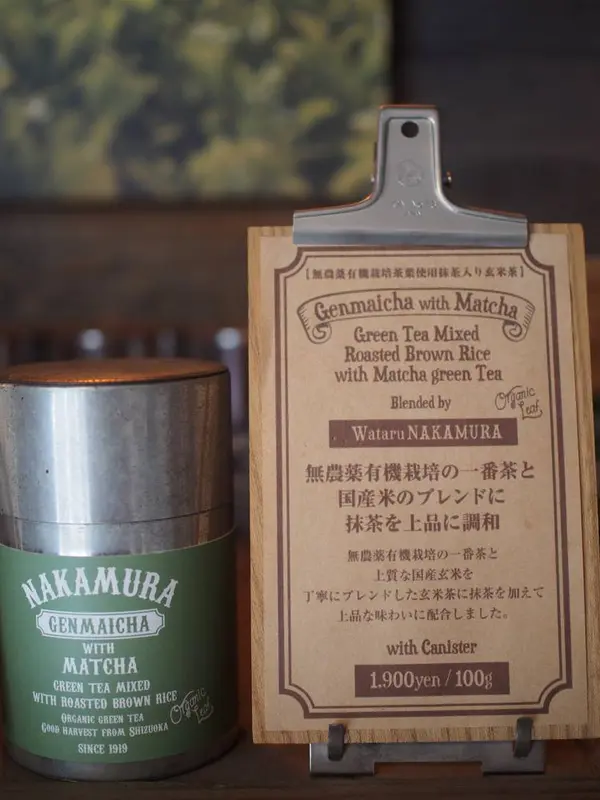 【無農薬有機栽培茶葉使用抹茶入り玄米茶】
Genmaicha with Matcha
Green Tea Mixed
Roasted Brown Rice
with Matcha green Tea
Blended by
Organic
Leaf
Wataru NAKAMURA
無農薬有機栽培の一番茶と
国産米のブレンドに
抹茶を上品に調和
無農薬有機栽培の一番茶と
上質な国産玄米を
丁寧にブレンドした玄米茶に抹茶を加えて
上品な味わいに配合しました。
with Canister
1.900yen / 100g
NAKAMURA
GENMAICHA
WITH
MATCHA
GREEN TEA MIXED
WITH ROASTED BROWN RICE
Organic
Leaf
ORGANIC GREEN TEA
GOOD HARVEST FROM SHIZUOKA
SINCE 1919